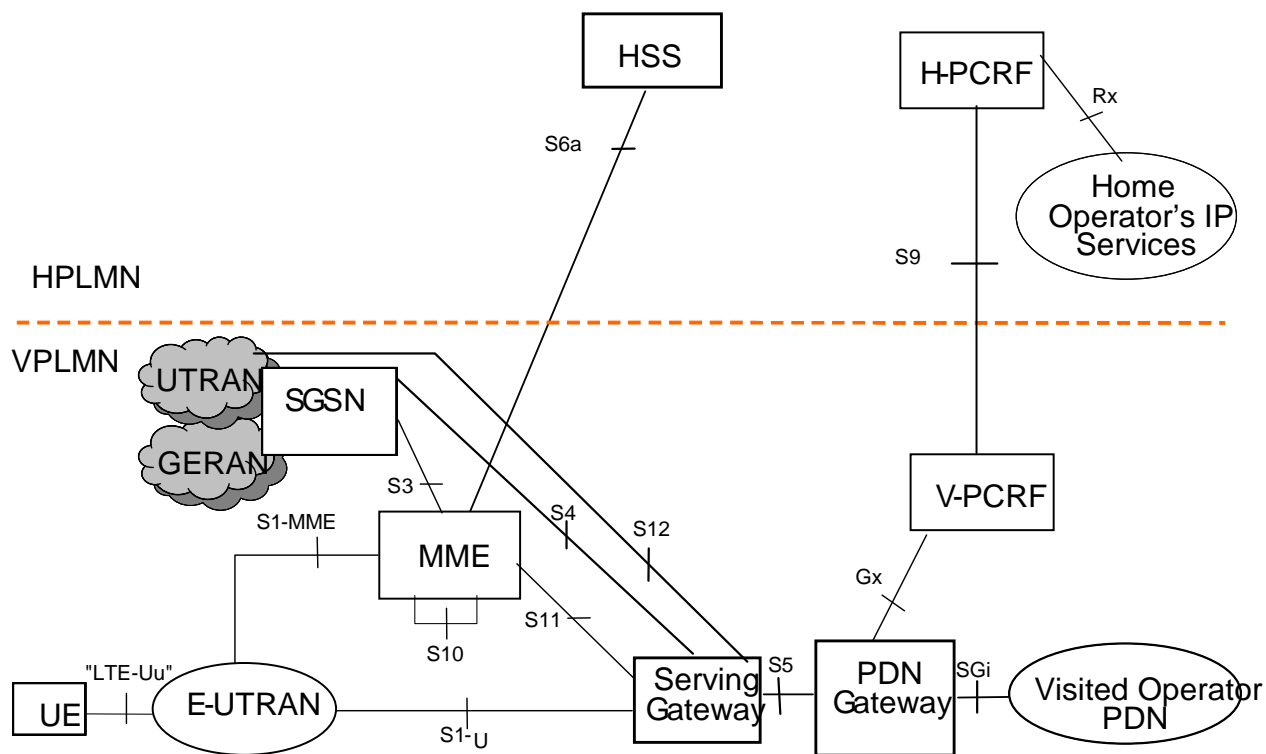 HSS
H-PCRF
Rx
S6a
Home
Operator's IP
Services
S9
HPLMN
VPLMN
UTRAN
SGSN
GERAN
V-PCRF
S3
S1-MME
S4
S12
MME
Gx
S11
S10
"LTE-Uu"
S5
SGi
UE
E-UTRAN
Serving
Gateway
PDN
Gateway
Visited Operator
PDN
S1-U